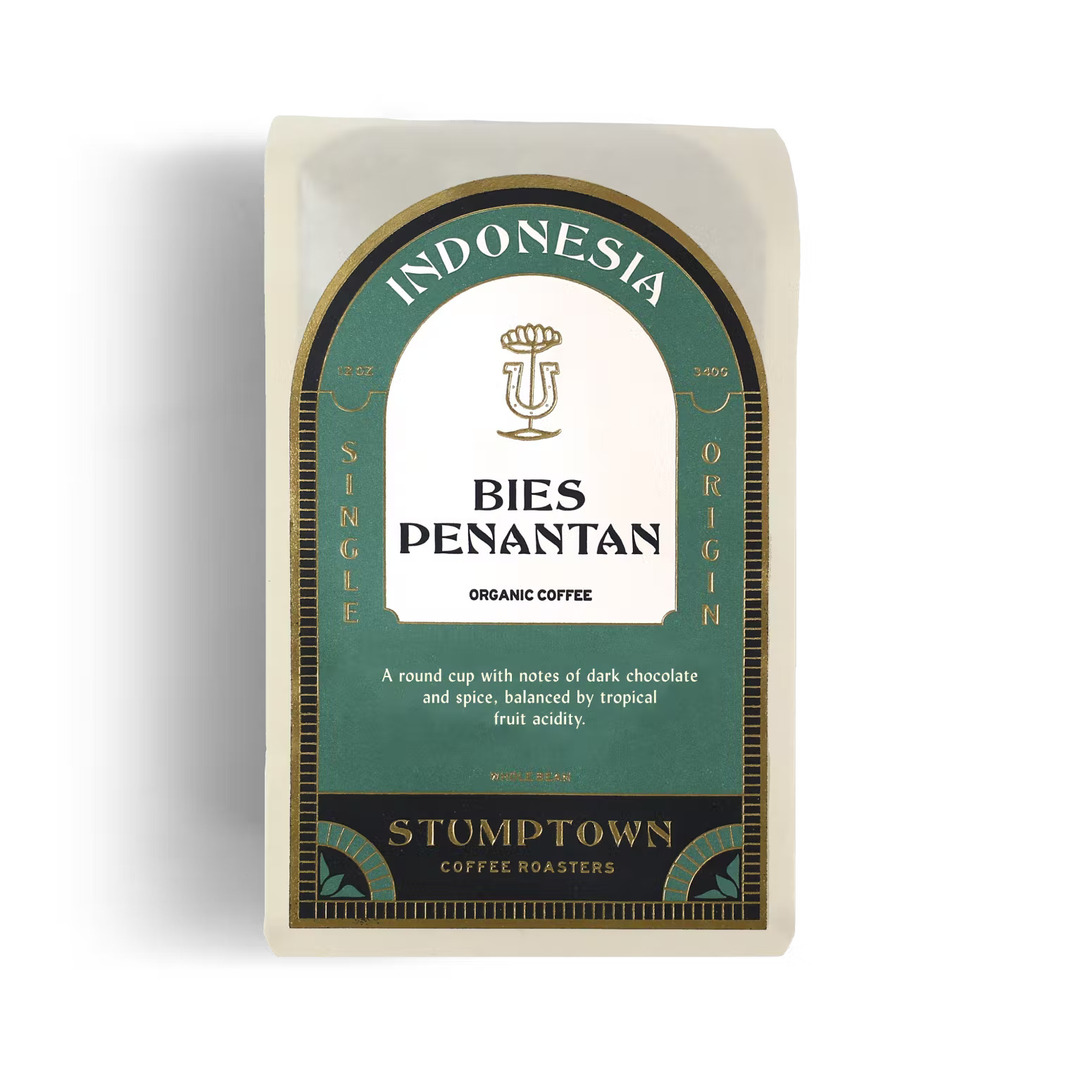 INDONESIA
12 OZ
340G
SINGLE
ORIGIN
BIES
PENANTAN
ORGANIC COFFEE
A round cup with notes of dark chocolate
and spice, balanced by tropical
fruit acidity.
WHOLE BEAN
STUMPTOWN
COFFEE ROASTERS